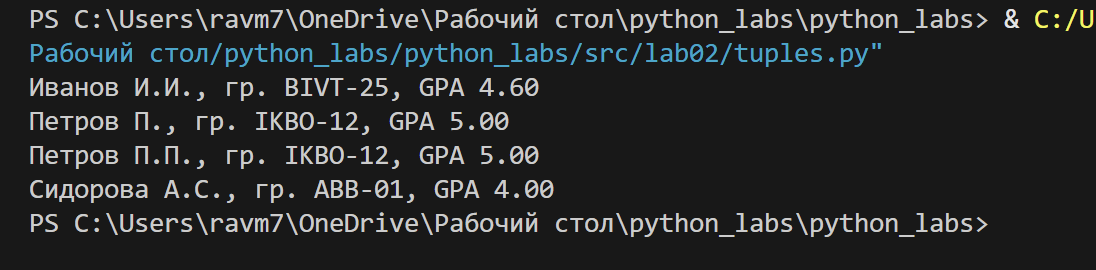 PS C:\Users\ravm7\OneDrive\Рабочий стол\python_labs\python_labs> & C:/U
Рабочий стол/python_labs/python_labs/src/lab02/tuples.py"
Иванов И.И., гр. BIVT-25, GPA 4.60
Петров П., гр. IKBO-12, GPA 5.00
Петров П.П., гр. IKBO-12, GPA 5.00
Сидорова А.С., гр. ABB-01, GPA 4.00
PS C:\Users\ravm7\OneDrive\Рабочий стол\python_labs\python_labs>